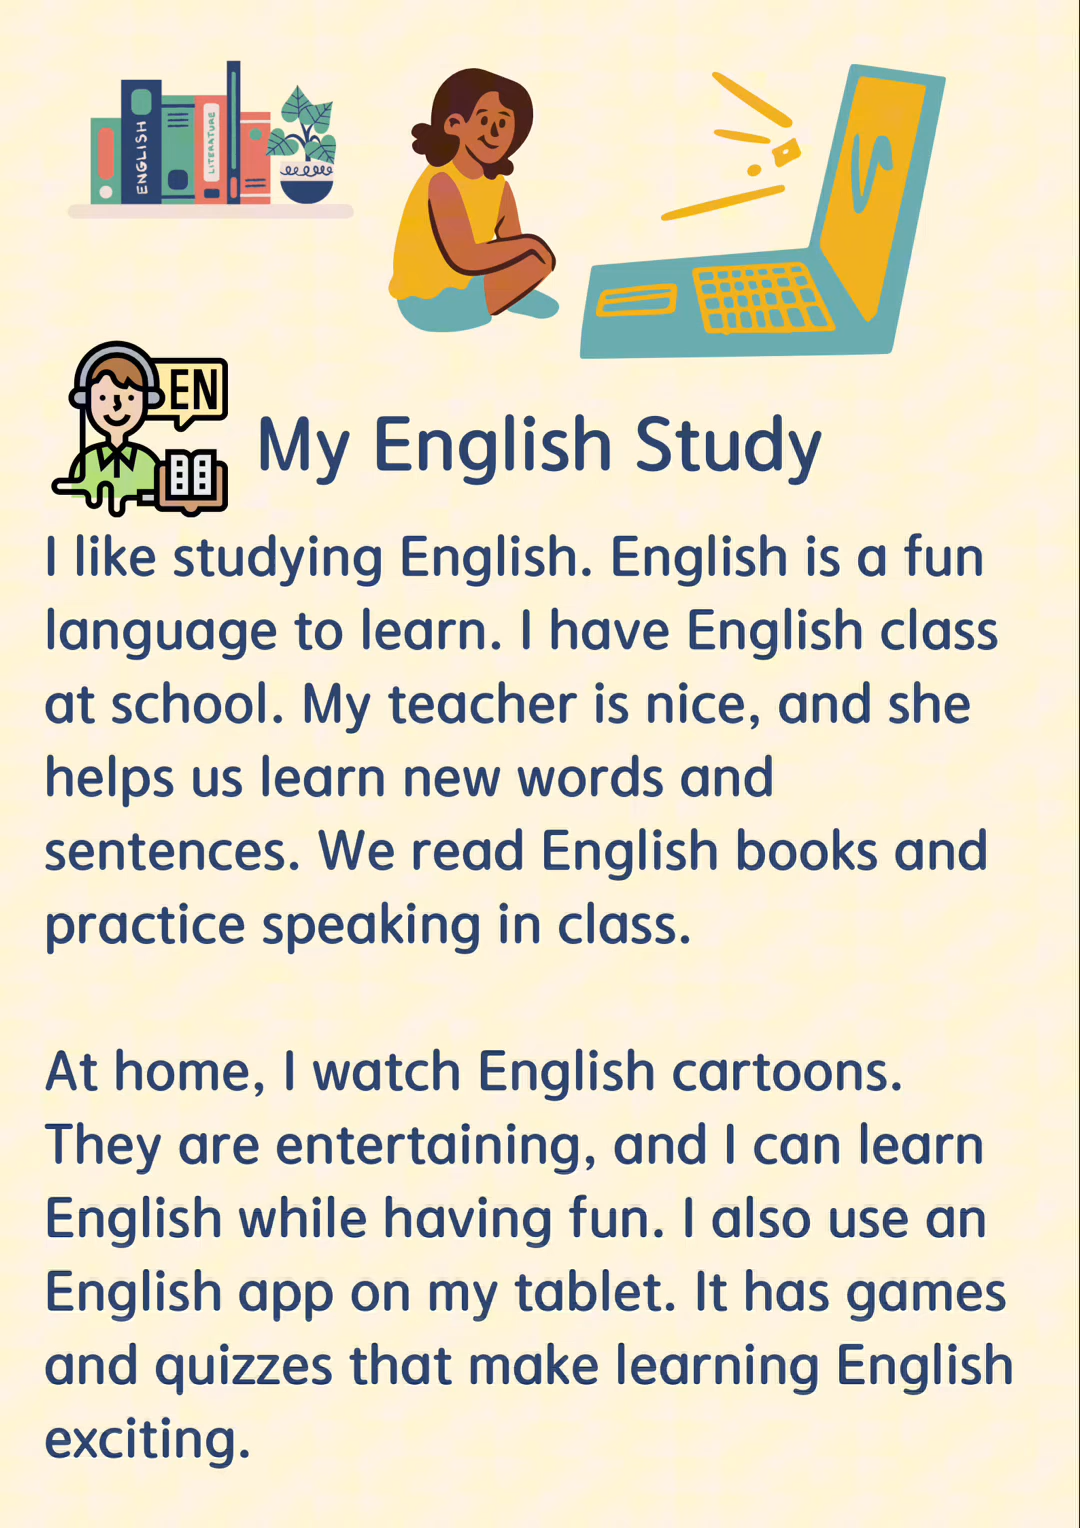 ENGLISH
LITERATURE
EN
My English Study
I like studying English. English is a fun
language to learn. I have English class
at school. My teacher is nice, and she
helps us learn new words and
sentences. We read English books and
practice speaking in class.
At home, I watch English cartoons.
They are entertaining, and I can learn
English while having fun. I also use an
English app on my tablet. It has games
and quizzes that make learning English
exciting.